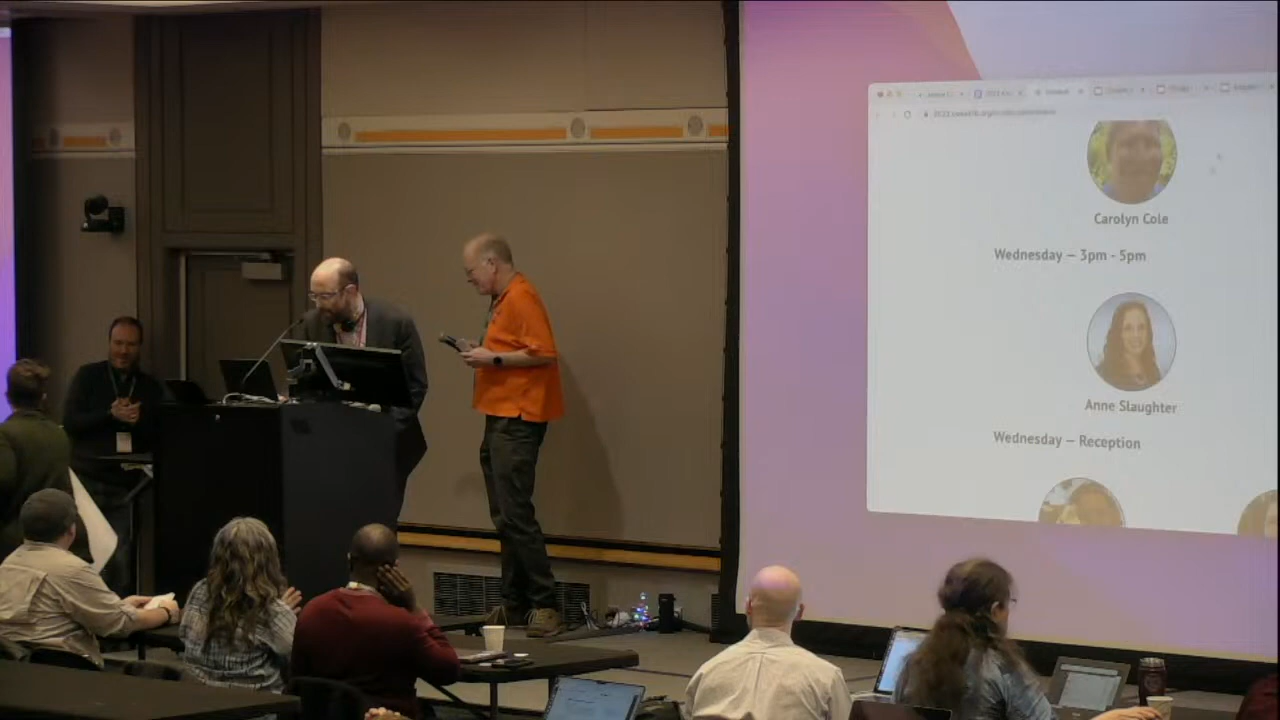 Carolyn Cole
Wednesday – 3pm - 5pm
Anne Slaughter
Wednesday – Reception